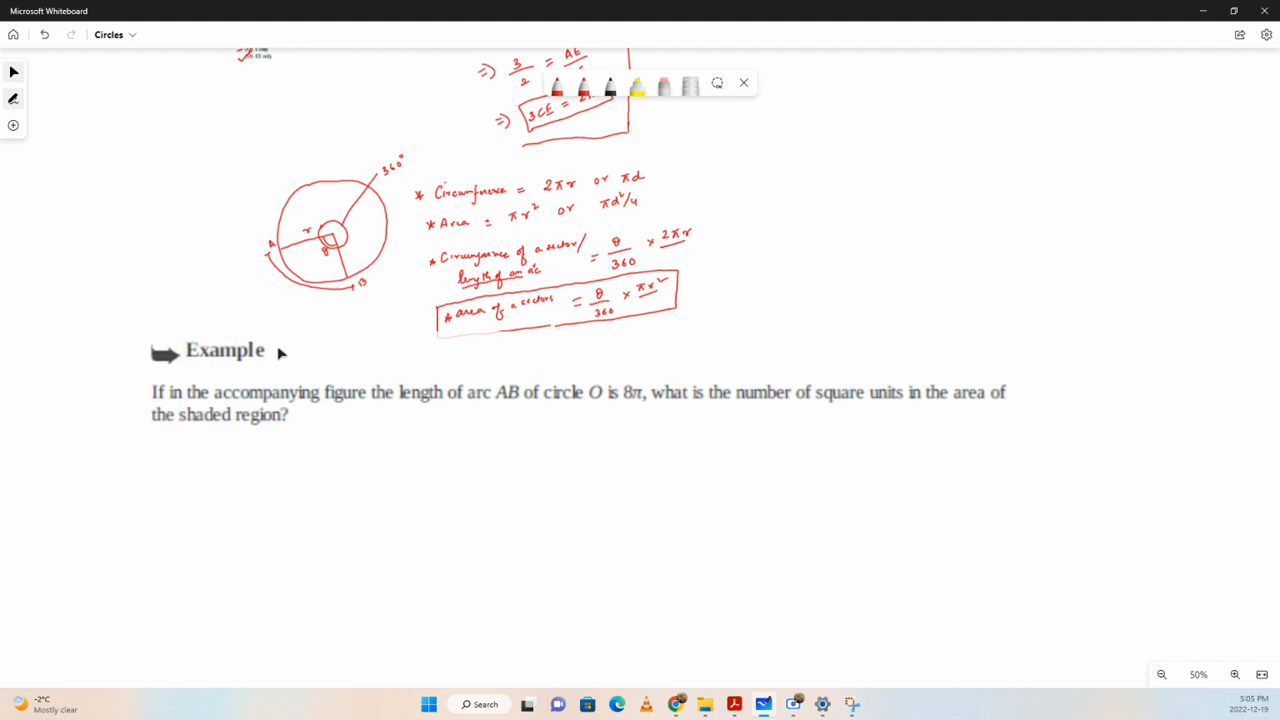 Microsoft Whiteboard
Circles
(D) III only
=) 3/2 = AE/
=) 3CE = 2
360°
r
A
θ
B
* Circumference = 2πr or πd
* Area = πr² or πd²/4
* Circumference of a sector/
length of an arc = θ/360 × 2πr
* area of a sectors = θ/360 × πr²
Example
If in the accompanying figure the length of arc AB of circle O is 8π, what is the number of square units in the area of
the shaded region?
50%
-2°C
Mostly clear
Search
5:05 PM
2022-12-19